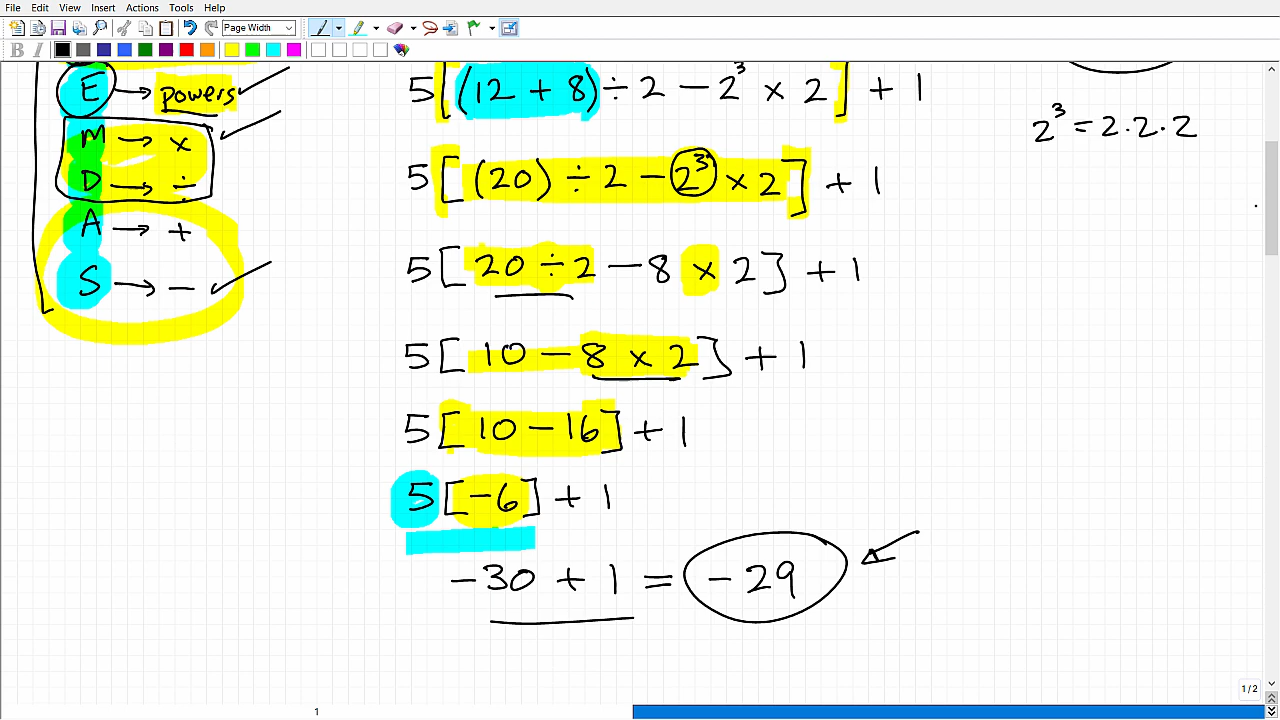 File Edit View Insert Actions Tools Help
Page Width
B I
E → powers
M → ×
D → ÷
A → +
S → −
5[(12 + 8) ÷ 2 − 2³ × 2] + 1
2³ = 2·2·2
5[(20) ÷ 2 − 2³ × 2] + 1
5[20 ÷ 2 − 8 × 2] + 1
5[10 − 8 × 2] + 1
5[10 − 16] + 1
5[−6] + 1
−30 + 1 = −29
1/2
1